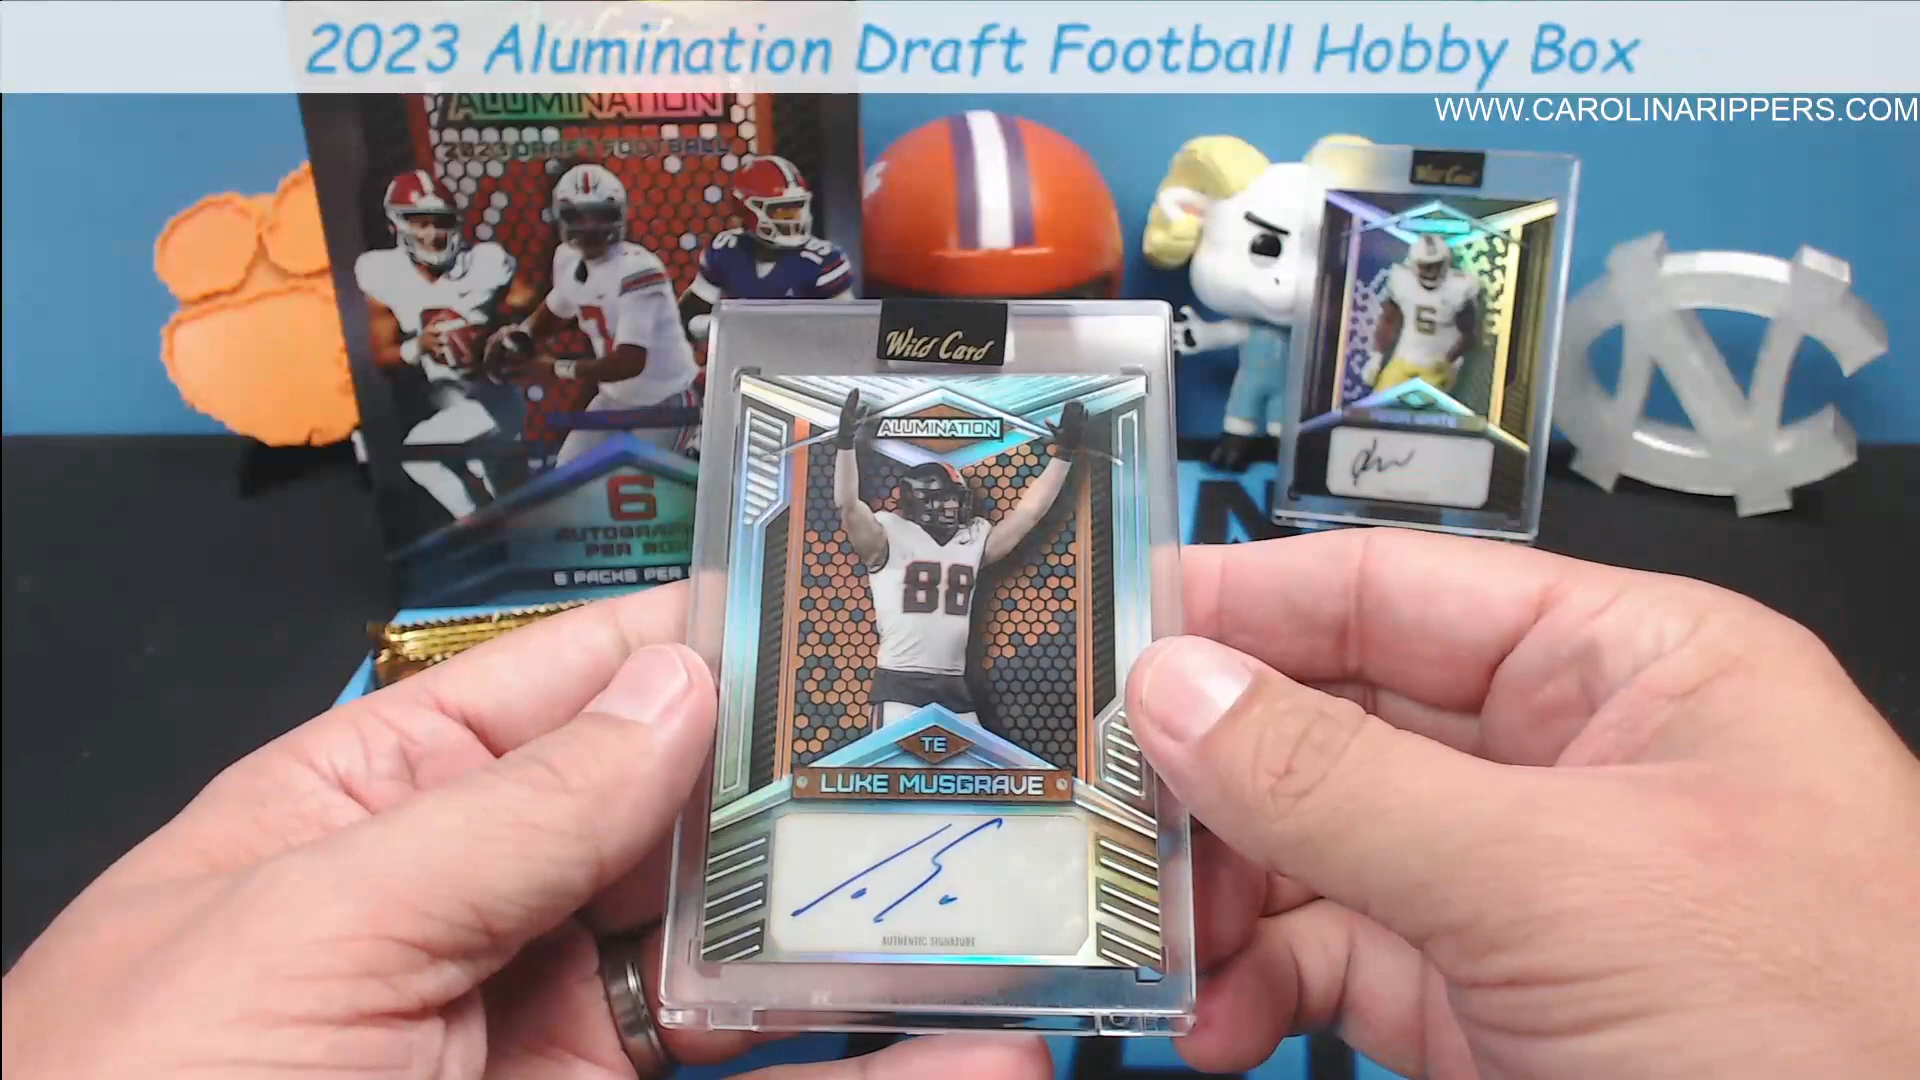 2023 Alumination Draft Football Hobby Box
WWW.CAROLINARIPPERS.COM
ALUMINATION
2023 DRAFT FOOTBALL
6
PER BOX
6 PACKS PER
Wild Card
ALUMINATION
88
TE
LUKE MUSGRAVE
AUTHENTIC SIGNATURE
Wild Card
6